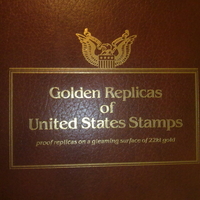 Golden Replicas
of
United States Stamps
proof replicas on a gleaming surface of 22kt gold